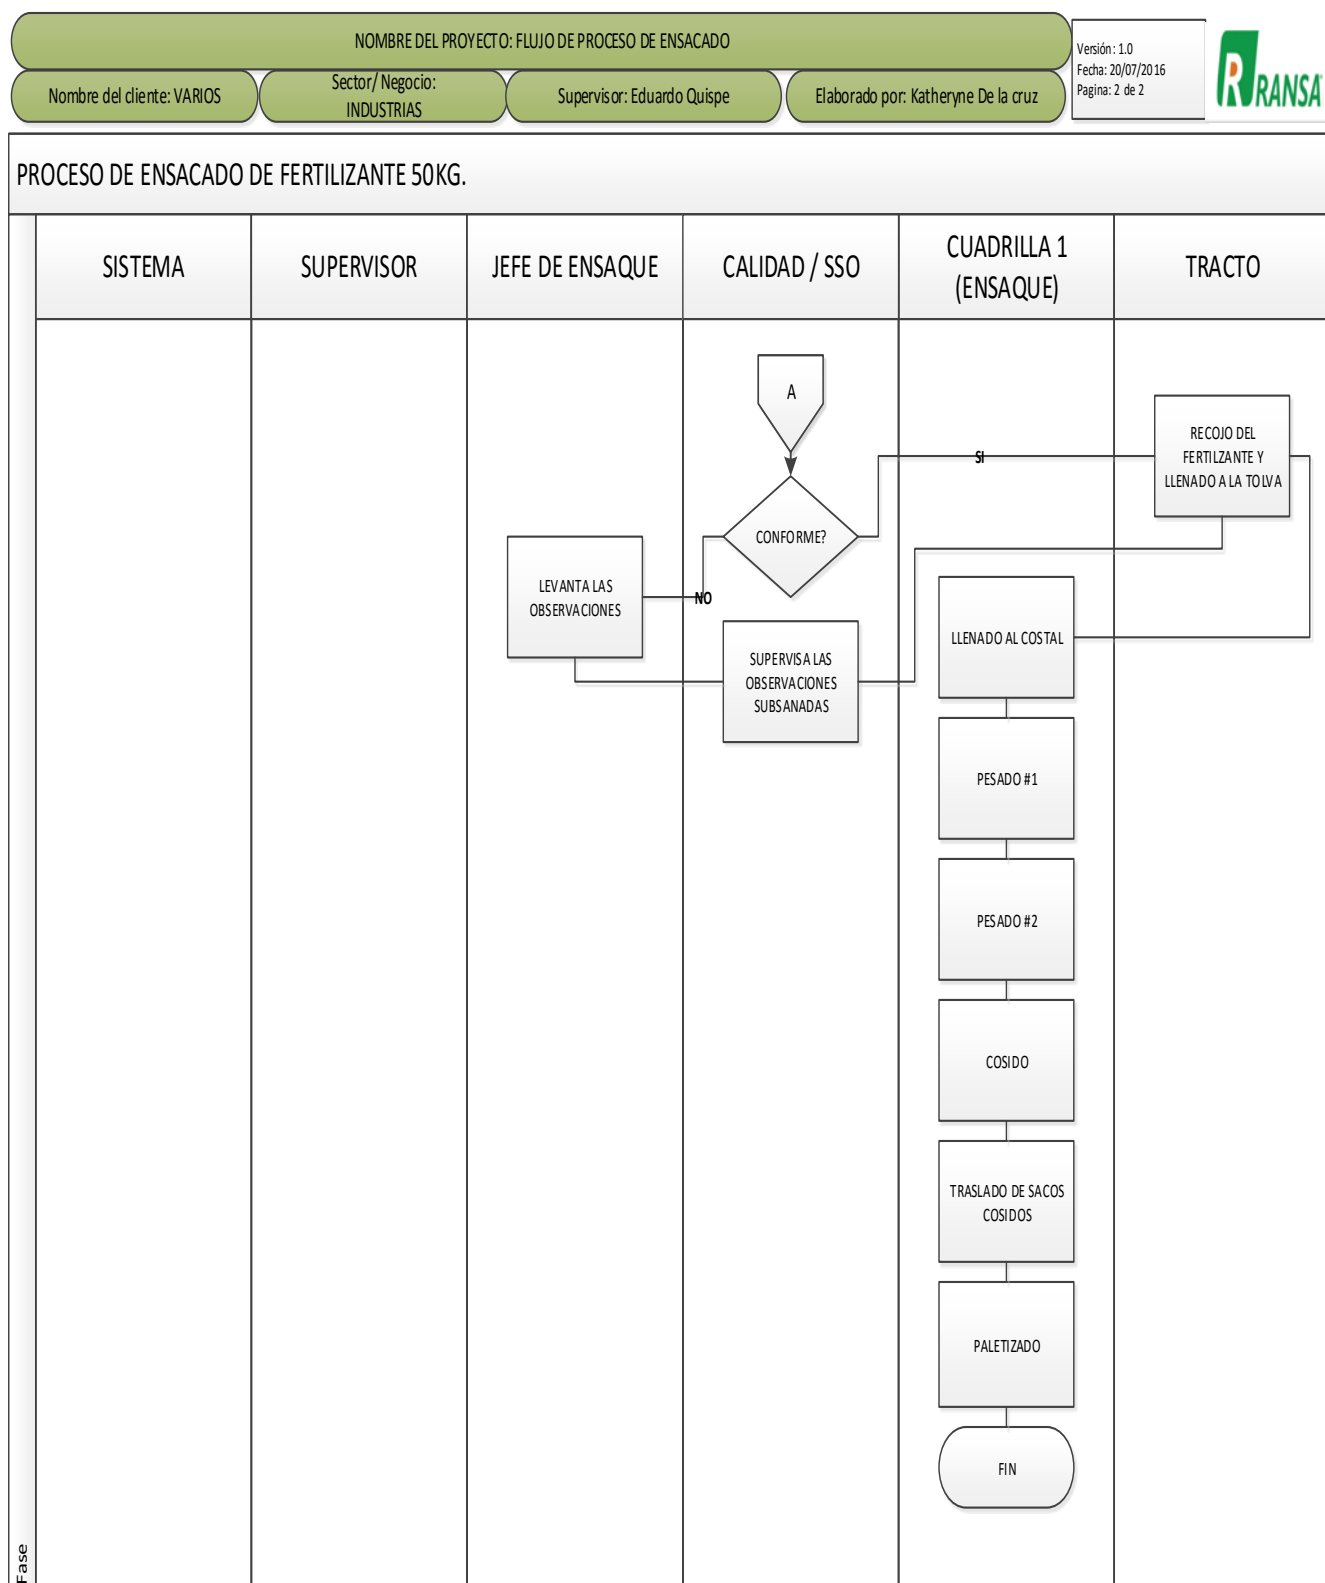 NOMBRE DEL PROYECTO: FLUJO DE PROCESO DE ENSACADO
Nombre del cliente: VARIOS
Sector/ Negocio:
INDUSTRIAS
Supervisor: Eduardo Quispe
Elaborado por: Katheryne De la cruz
Versión: 1.0
Fecha: 20/07/2016
Pagina: 2 de 2
R RANSA
PROCESO DE ENSACADO DE FERTILIZANTE 50KG.
SISTEMA
SUPERVISOR
JEFE DE ENSAQUE
CALIDAD / SSO
CUADRILLA 1
(ENSAQUE)
TRACTO
A
RECOJO DEL
FERTILZANTE Y
LLENADO A LA TOLVA
SI
CONFORME?
LEVANTA LAS
OBSERVACIONES
NO
LLENADO AL COSTAL
SUPERVISA LAS
OBSERVACIONES
SUBSANADAS
PESADO #1
PESADO #2
COSIDO
TRASLADO DE SACOS
COSIDOS
PALETIZADO
FIN
Fase